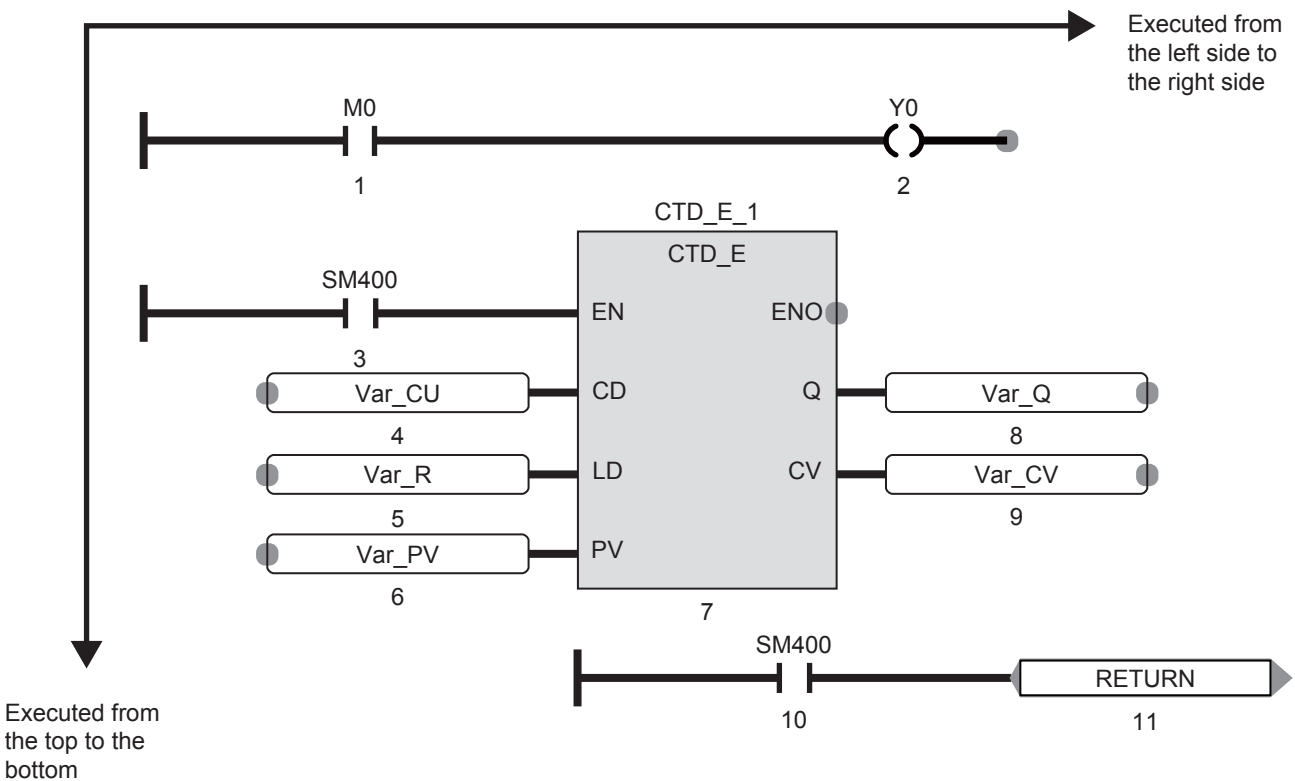 Executed from
the left side to
the right side
M0
Y0
1
2
CTD_E_1
CTD_E
SM400
EN
ENO
3
Var_CU
CD
Q
Var_Q
4
8
Var_R
LD
CV
Var_CV
5
9
Var_PV
PV
6
7
SM400
RETURN
10
11
Executed from
the top to the
bottom